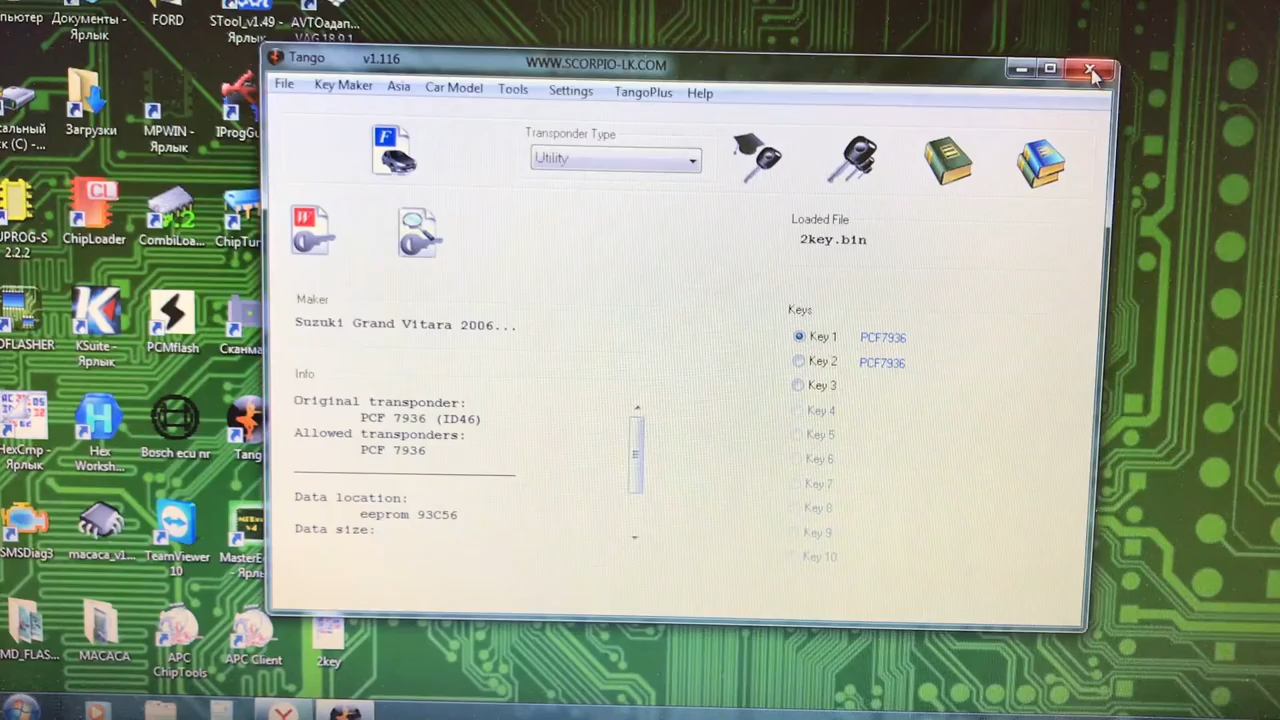 Документы -
Ярлык
FORD
STool_v1.49 -
Ярлык
AVTOадап...
VAG 18.9.1
Загрузки
MPWIN -
Ярлык
IProgGu
CL
ChipLoader
CombiLoa...
ChipTun
UPROG-S
2.2.2
KSuite -
Ярлык
PCMflash
Сканма
HexCmp -
Ярлык
Hex
Worksh...
Bosch ecu nr
Tang
SMSDiag3
macaca_v1...
TeamViewer
10
MasterE
- Ярль
MD_FLAS...
MACACA
APC
ChipTools
APC Client
2key
Tango v1.116 WWW.SCORPIO-LK.COM
File Key Maker Asia Car Model Tools Settings TangoPlus Help
F
Transponder Type
Utility
W
Loaded File
2key.bin
Maker
Suzuki Grand Vitara 2006...
Info
Original transponder:
PCF 7936 (ID46)
Allowed transponders:
PCF 7936
Data location:
eeprom 93C56
Data size:
Keys
Key 1 PCF7936
Key 2 PCF7936
Key 3
Key 4
Key 5
Key 6
Key 7
Key 8
Key 9
Key 10